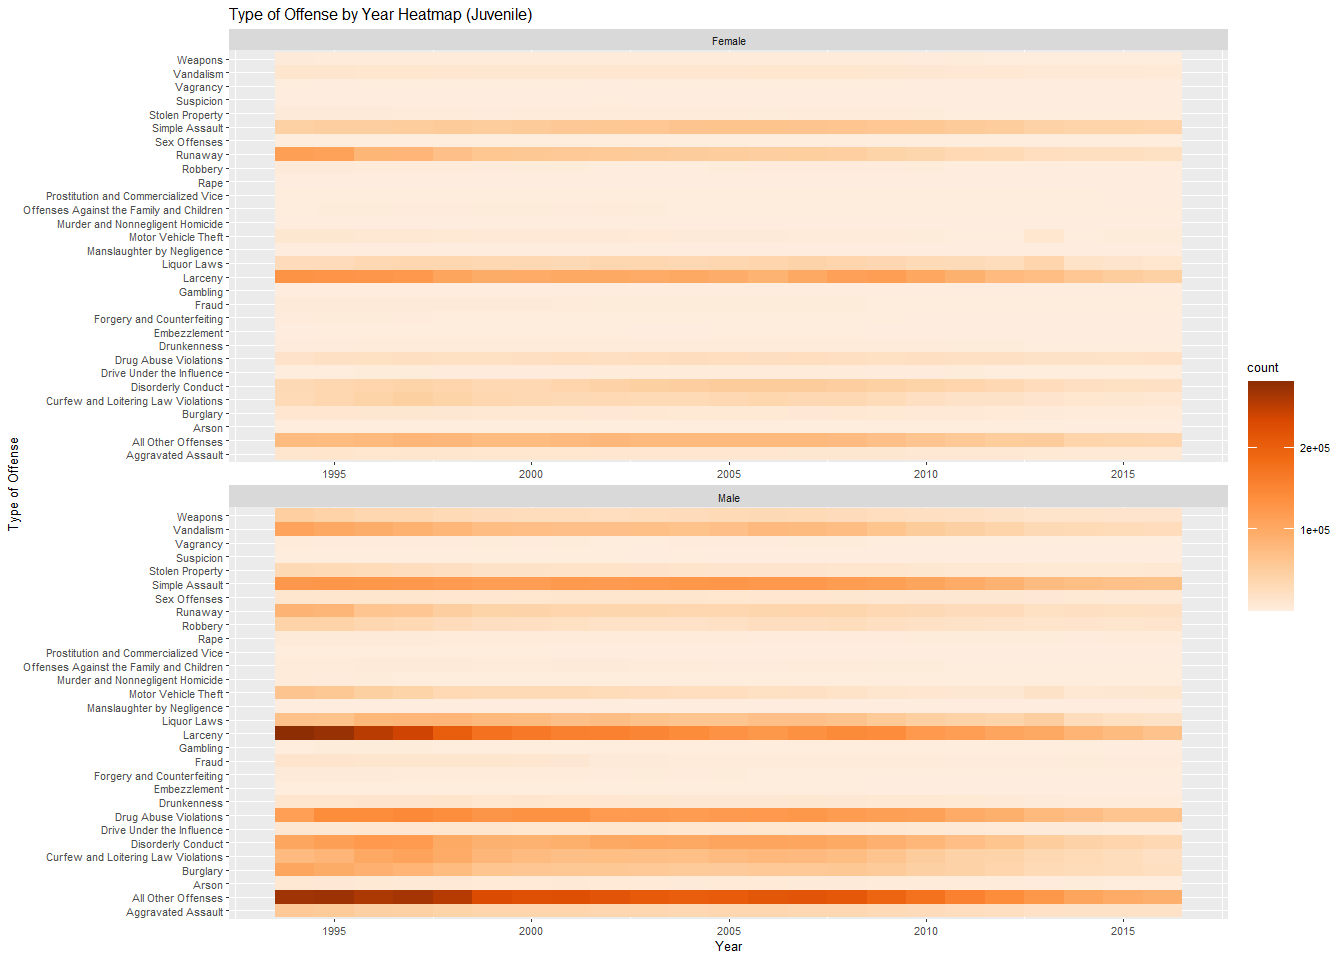 Type of Offense by Year Heatmap (Juvenile)
Female
Weapons
Vandalism
Vagrancy
Suspicion
Stolen Property
Simple Assault
Sex Offenses
Runaway
Robbery
Rape
Prostitution and Commercialized Vice
Offenses Against the Family and Children
Murder and Nonnegligent Homicide
Motor Vehicle Theft
Manslaughter by Negligence
Liquor Laws
Larceny
Gambling
Fraud
Forgery and Counterfeiting
Embezzlement
Drunkenness
Drug Abuse Violations
Drive Under the Influence
Disorderly Conduct
Curfew and Loitering Law Violations
Burglary
Arson
All Other Offenses
Aggravated Assault
1995 2000 2005 2010 2015
Male
Weapons
Vandalism
Vagrancy
Suspicion
Stolen Property
Simple Assault
Sex Offenses
Runaway
Robbery
Rape
Prostitution and Commercialized Vice
Offenses Against the Family and Children
Murder and Nonnegligent Homicide
Motor Vehicle Theft
Manslaughter by Negligence
Liquor Laws
Larceny
Gambling
Fraud
Forgery and Counterfeiting
Embezzlement
Drunkenness
Drug Abuse Violations
Drive Under the Influence
Disorderly Conduct
Curfew and Loitering Law Violations
Burglary
Arson
All Other Offenses
Aggravated Assault
1995 2000 2005 2010 2015
Year
Type of Offense
count
2e+05
1e+05